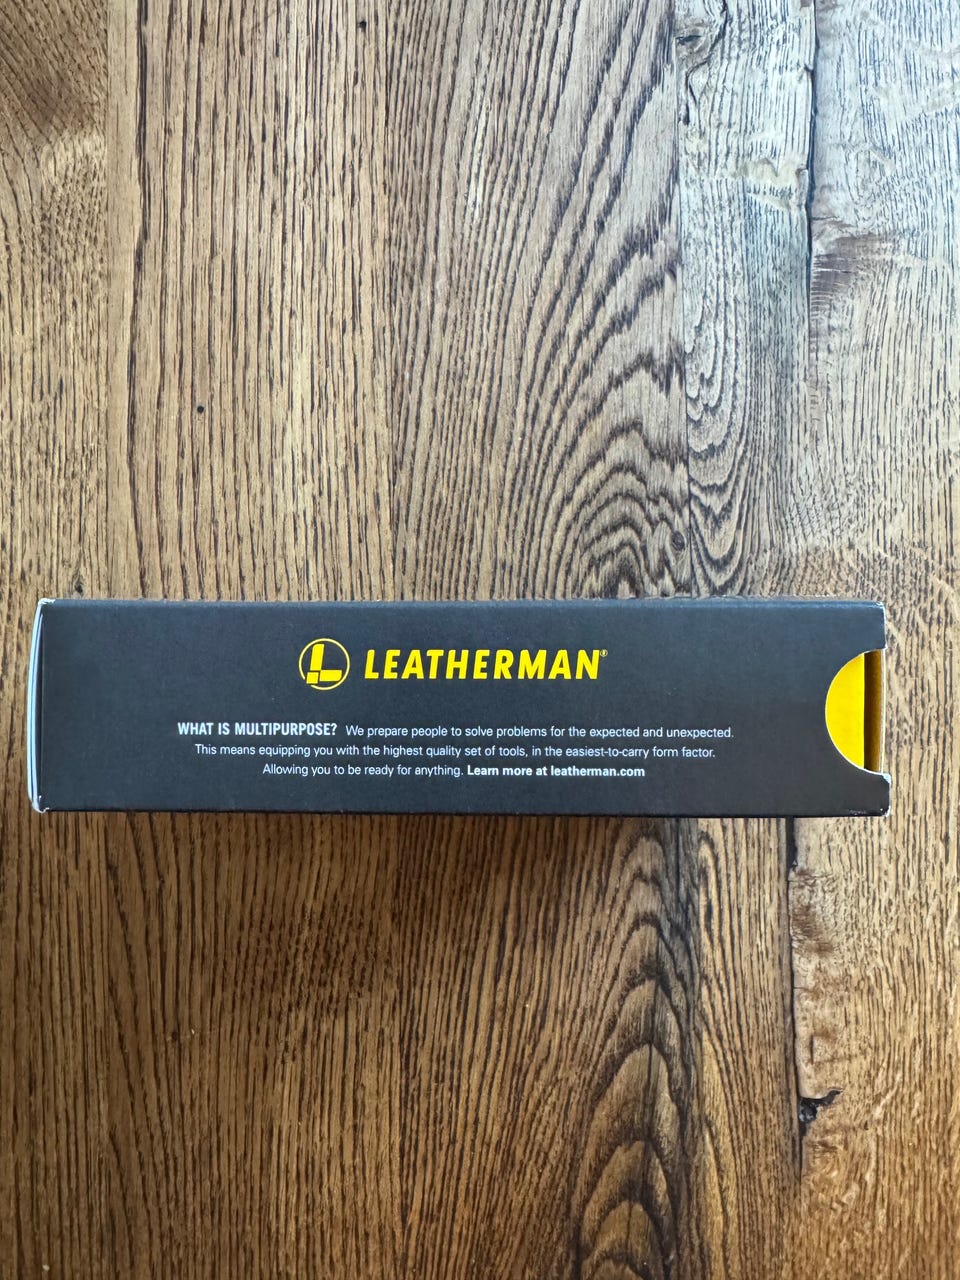 LEATHERMAN®
WHAT IS MULTIPURPOSE? We prepare people to solve problems for the expected and unexpected.
This means equipping you with the highest quality set of tools, in the easiest-to-carry form factor.
Allowing you to be ready for anything. Learn more at leatherman.com